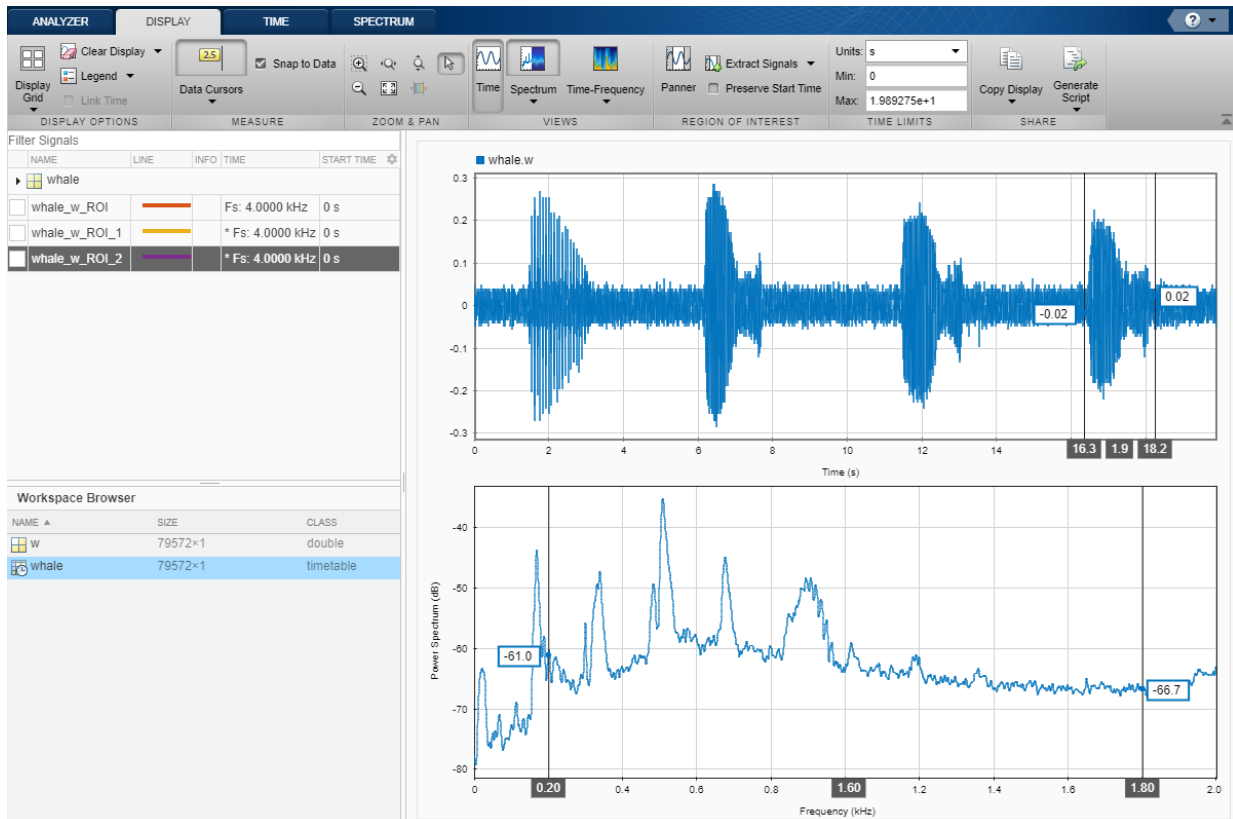 ANALYZER DISPLAY TIME SPECTRUM ?
Display Grid
Clear Display
Legend
Link Time
DISPLAY OPTIONS
2.5
Data Cursors
Snap to Data
MEASURE
ZOOM & PAN
Time Spectrum Time-Frequency
VIEWS
Panner
Extract Signals
Preserve Start Time
REGION OF INTEREST
Units: s
Min: 0
Max: 1.989275e+1
TIME LIMITS
Copy Display
Generate Script
SHARE
Filter Signals
NAME LINE INFO TIME START TIME
whale
whale_w_ROI Fs: 4.0000 kHz 0 s
whale_w_ROI_1 * Fs: 4.0000 kHz 0 s
whale_w_ROI_2 * Fs: 4.0000 kHz 0 s
Workspace Browser
NAME SIZE CLASS
w 79572×1 double
whale 79572×1 timetable
whale.w
0.3
0.2
0.1
0
-0.1
-0.2
-0.3
-0.02
0.02
0 2 4 6 8 10 12 14 16.3 1.9 18.2
Time (s)
Power Spectrum (dB)
-40
-50
-60
-70
-80
-61.0
-66.7
0 0.20 0.4 0.6 0.8 1.60 1.2 1.4 1.6 1.80 2.0
Frequency (kHz)